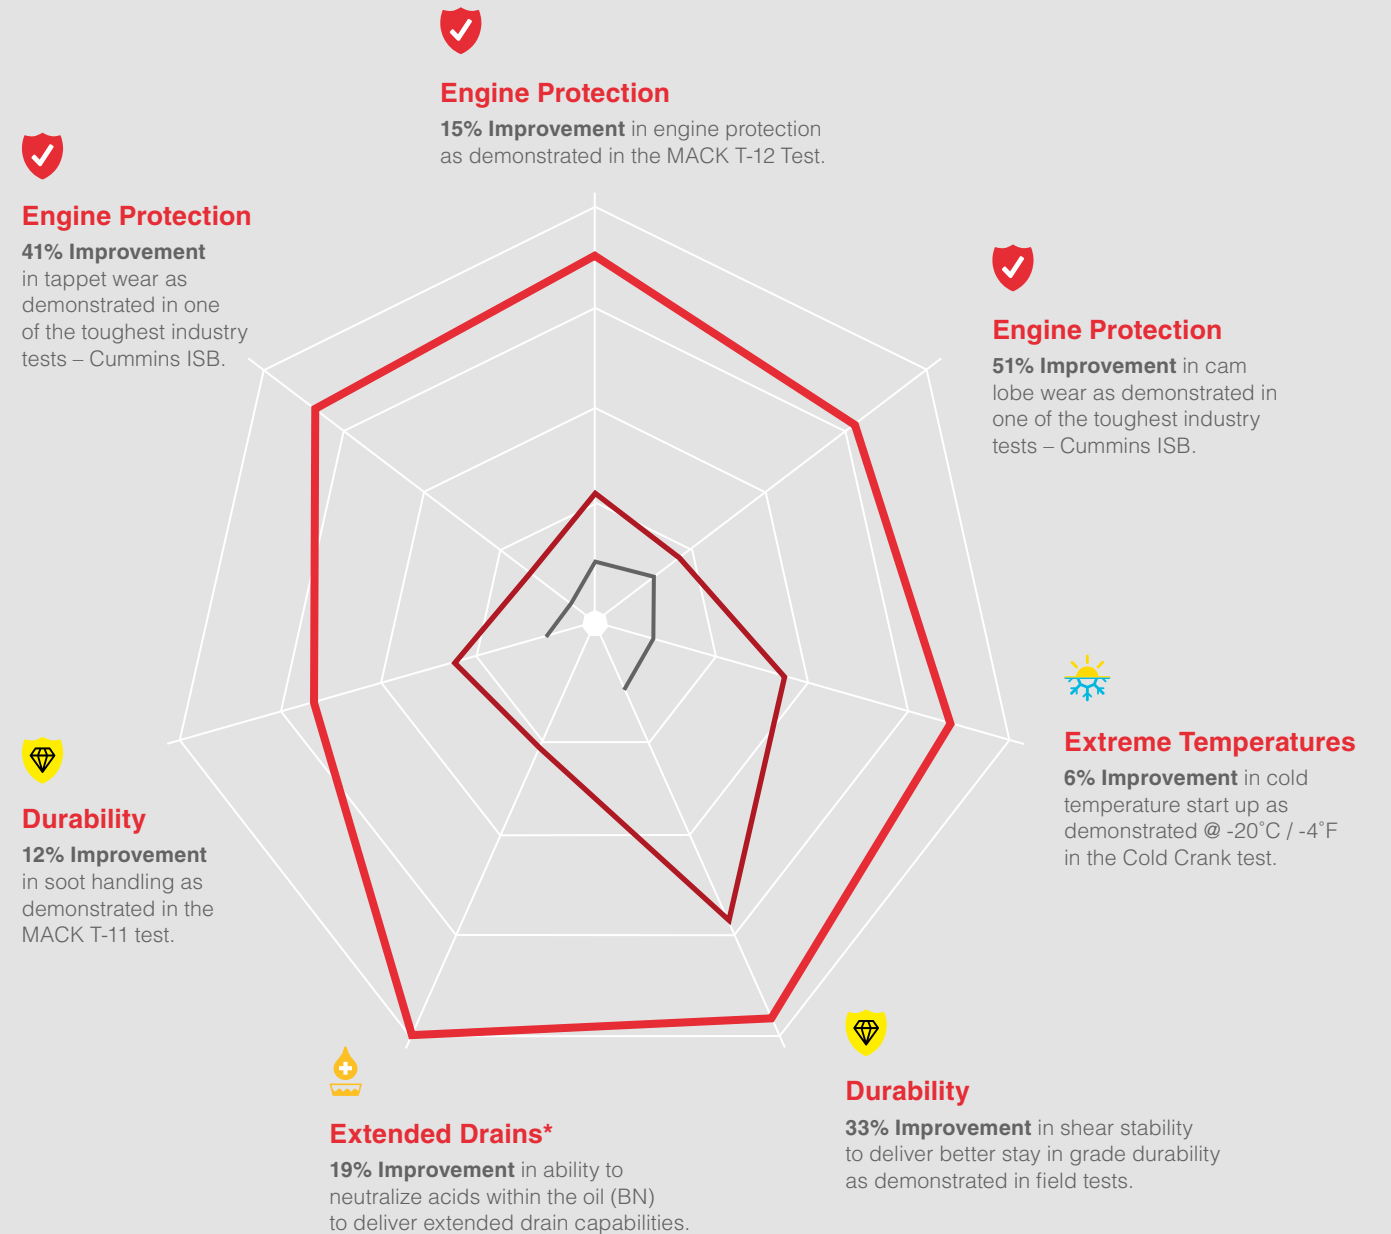 Engine Protection
15% Improvement in engine protection
as demonstrated in the MACK T-12 Test.
Engine Protection
41% Improvement
in tappet wear as
demonstrated in one
of the toughest industry
tests – Cummins ISB.
Engine Protection
51% Improvement in cam
lobe wear as demonstrated in
one of the toughest industry
tests – Cummins ISB.
Extreme Temperatures
6% Improvement in cold
temperature start up as
demonstrated @ -20˚C / -4˚F
in the Cold Crank test.
Durability
12% Improvement
in soot handling as
demonstrated in the
MACK T-11 test.
Durability
33% Improvement in shear stability
to deliver better stay in grade durability
as demonstrated in field tests.
Extended Drains*
19% Improvement in ability to
neutralize acids within the oil (BN)
to deliver extended drain capabilities.